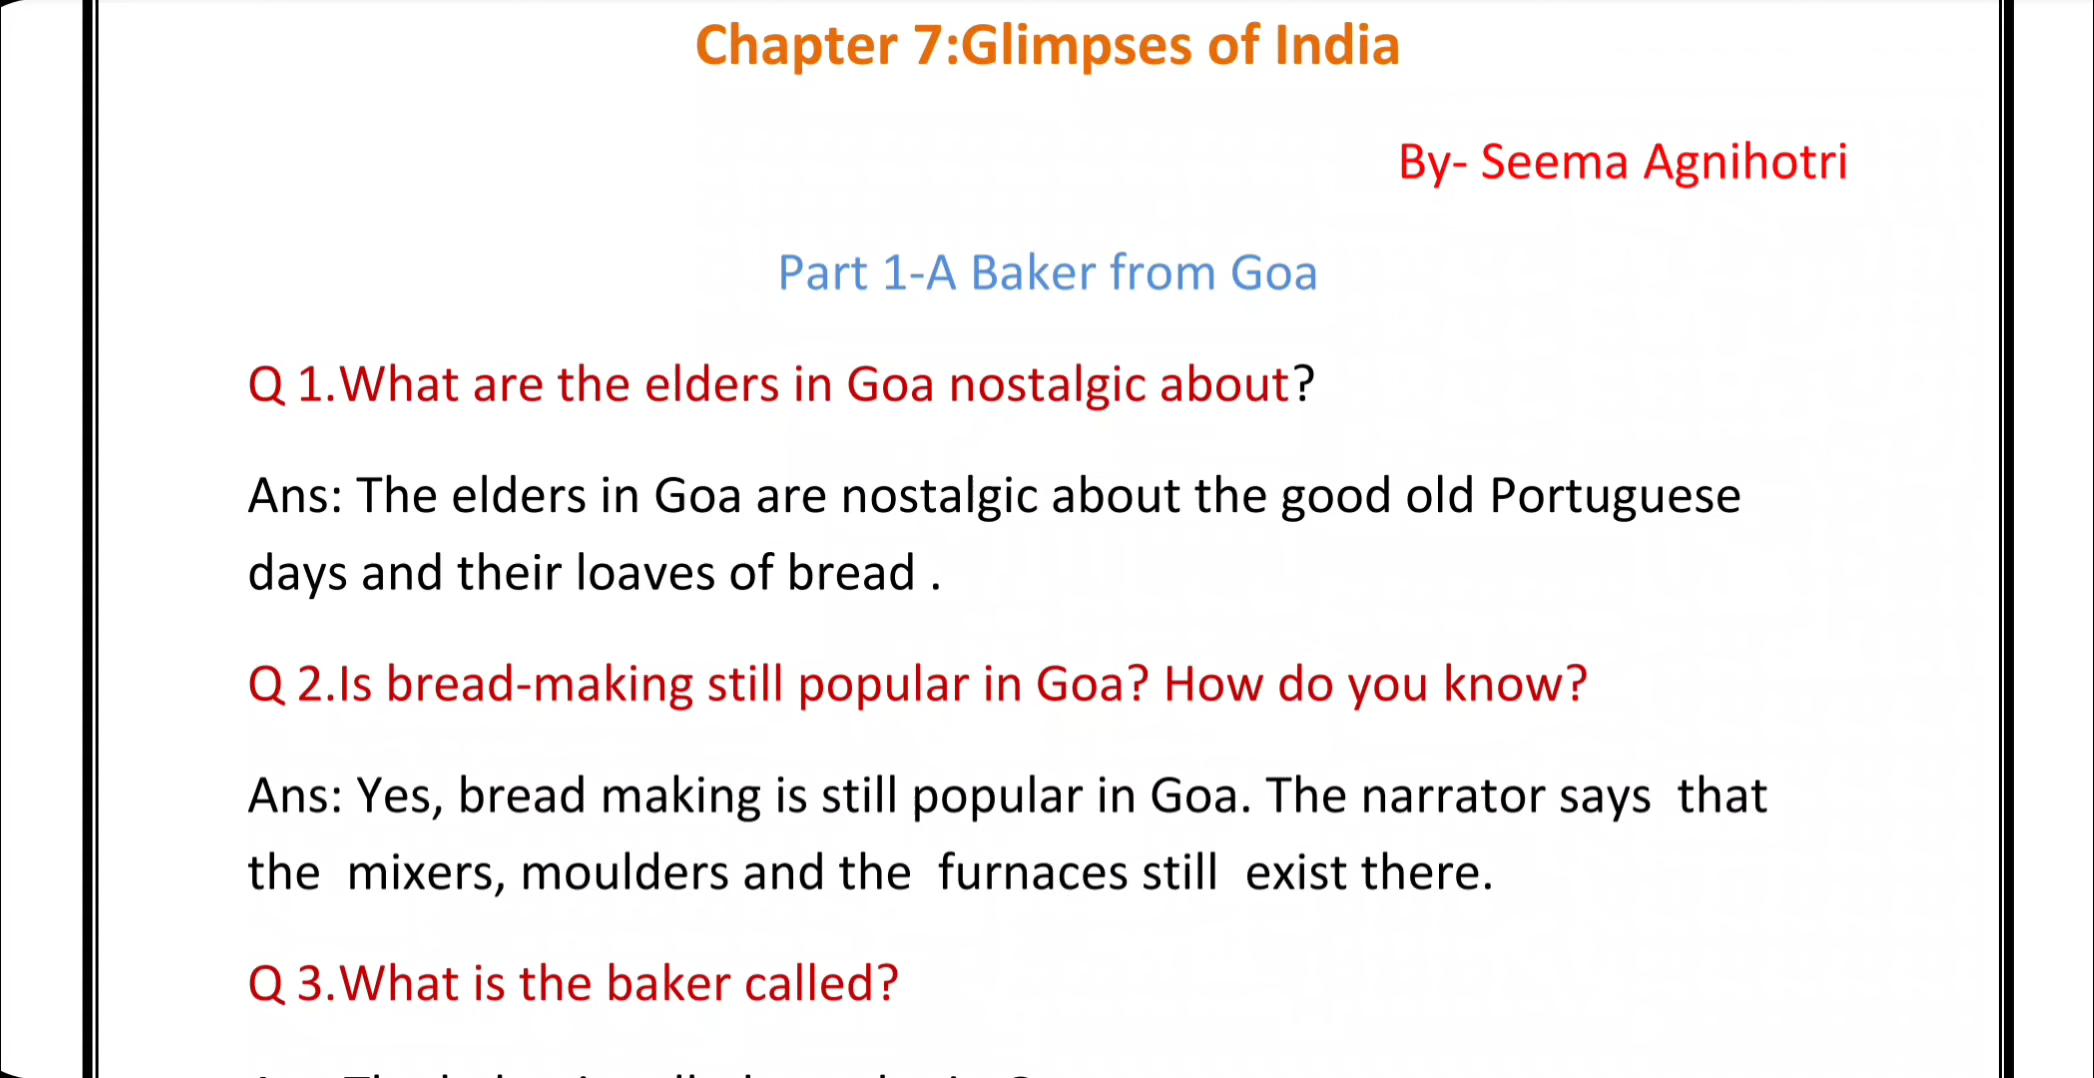 Chapter 7:Glimpses of India
By- Seema Agnihotri
Part 1-A Baker from Goa
Q 1.What are the elders in Goa nostalgic about?
Ans: The elders in Goa are nostalgic about the good old Portuguese
days and their loaves of bread .
Q 2.Is bread-making still popular in Goa? How do you know?
Ans: Yes, bread making is still popular in Goa. The narrator says  that
the  mixers, moulders and the  furnaces still  exist there.
Q 3.What is the baker called?